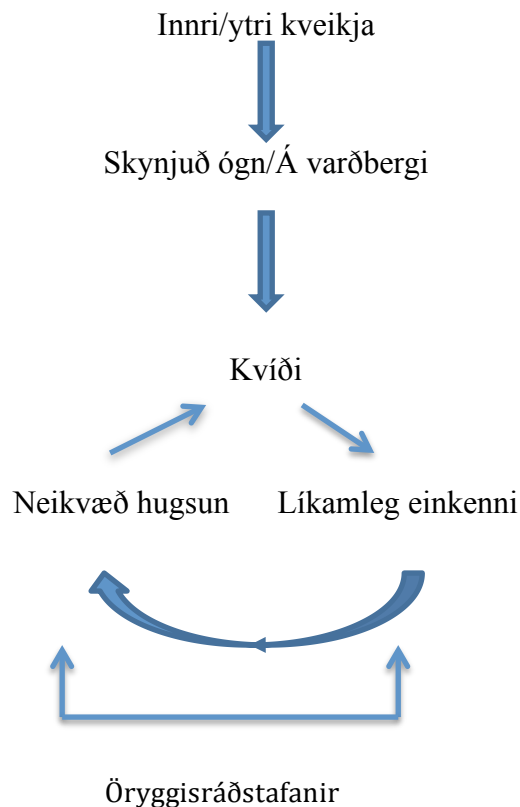 Innri/ytri kveikja
Skynjuð ógn/Á varðbergi
Kvíði
Neikvæð hugsun Líkamleg einkenni
Öryggisráðstafanir